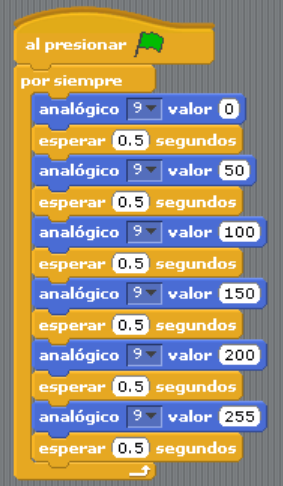 al presionar
por siempre
analógico 9 valor 0
esperar 0.5 segundos
analógico 9 valor 50
esperar 0.5 segundos
analógico 9 valor 100
esperar 0.5 segundos
analógico 9 valor 150
esperar 0.5 segundos
analógico 9 valor 200
esperar 0.5 segundos
analógico 9 valor 255
esperar 0.5 segundos